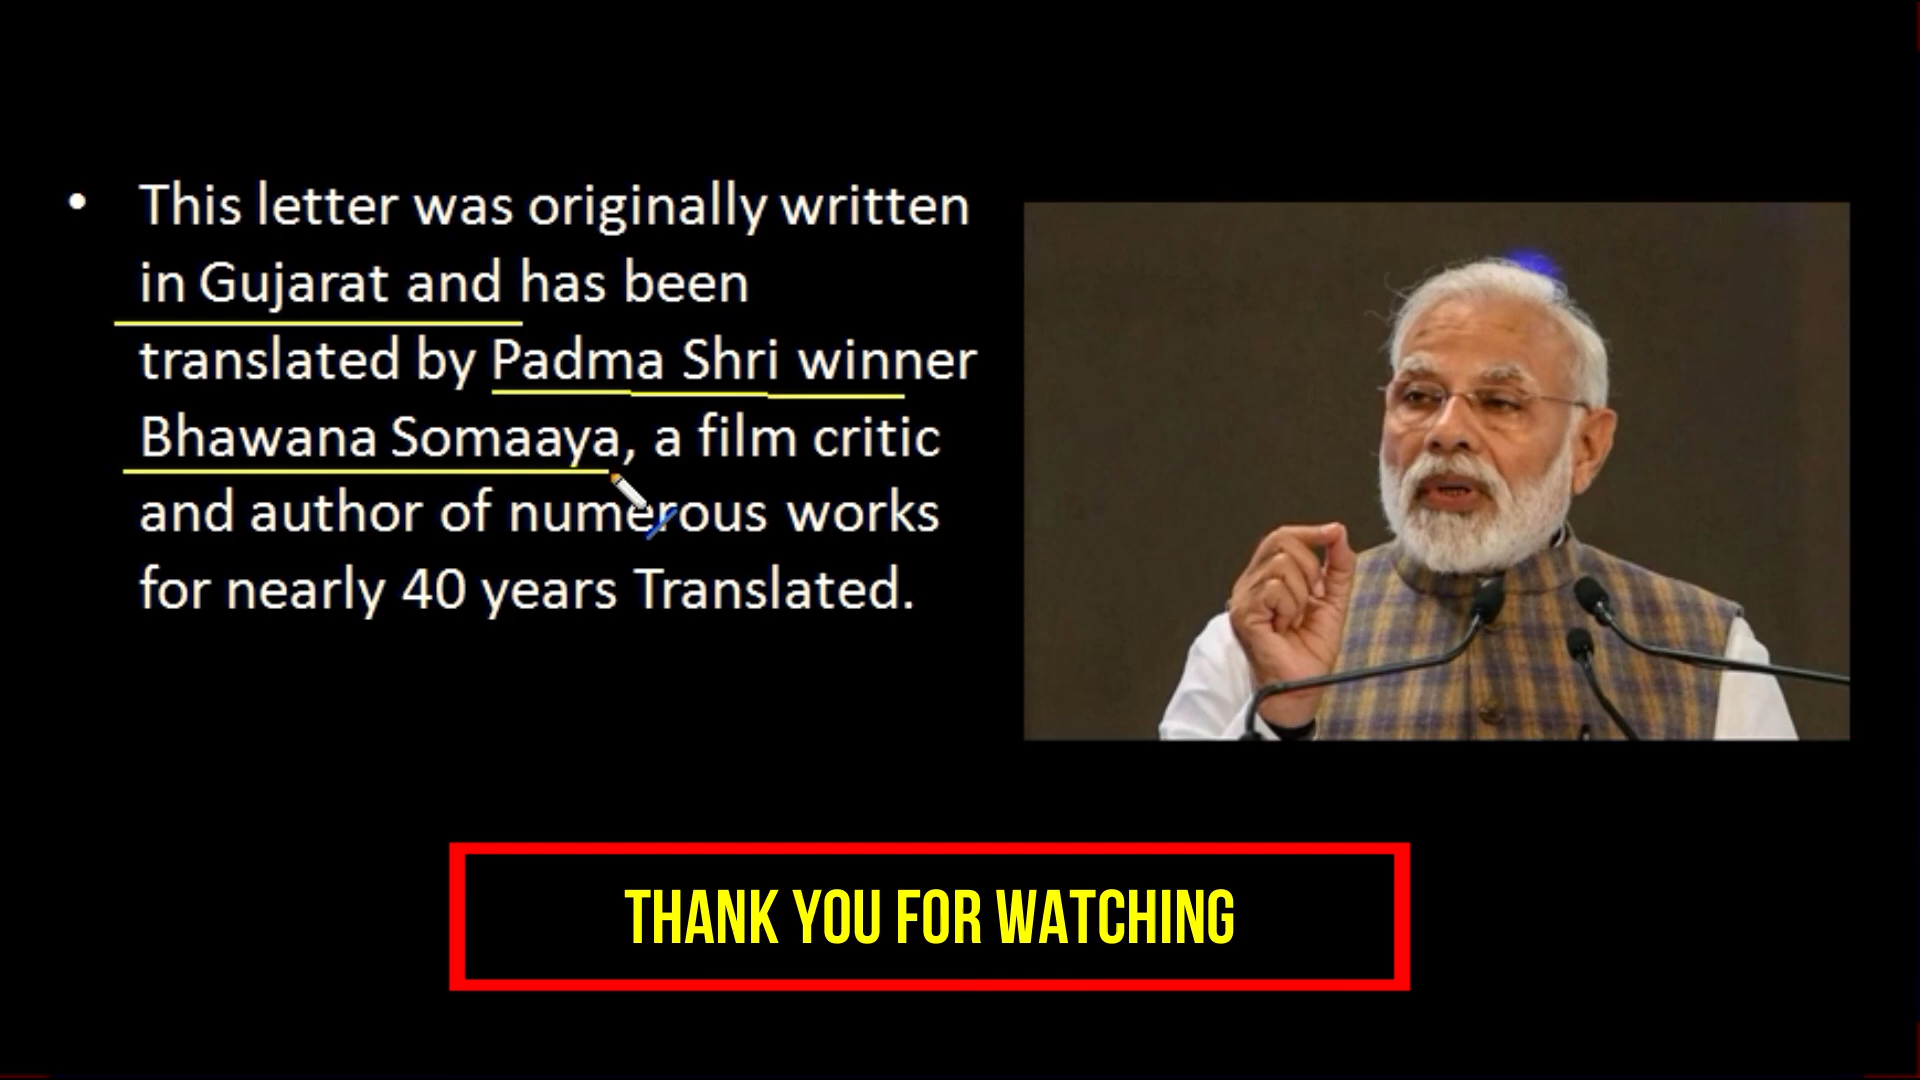 • This letter was originally written
in Gujarat and has been
translated by Padma Shri winner
Bhawana Somaaya, a film critic
and author of numerous works
for nearly 40 years Translated.
THANK YOU FOR WATCHING